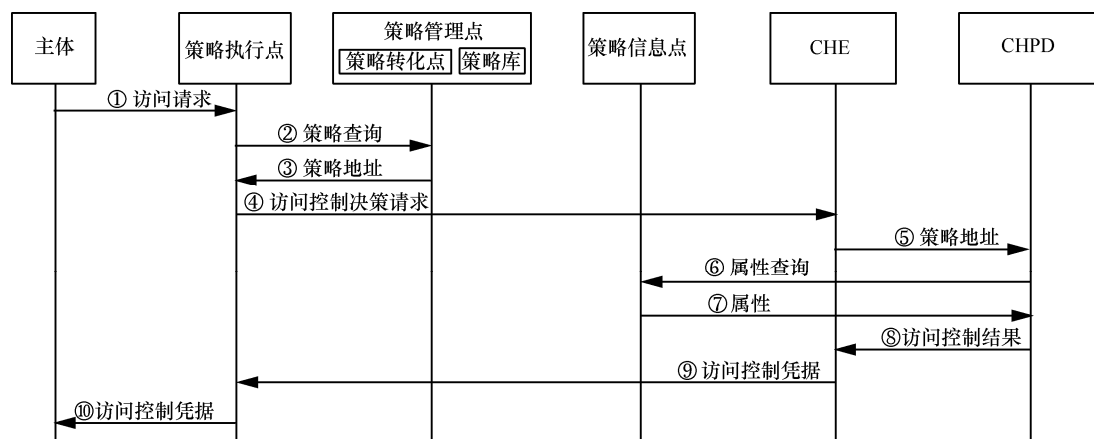 主体
策略执行点
策略管理点
策略转化点
策略库
策略信息点
CHE
CHPD
① 访问请求
② 策略查询
③ 策略地址
④ 访问控制决策请求
⑤ 策略地址
⑥ 属性查询
⑦ 属性
⑧访问控制结果
⑨ 访问控制凭据
⑩访问控制凭据